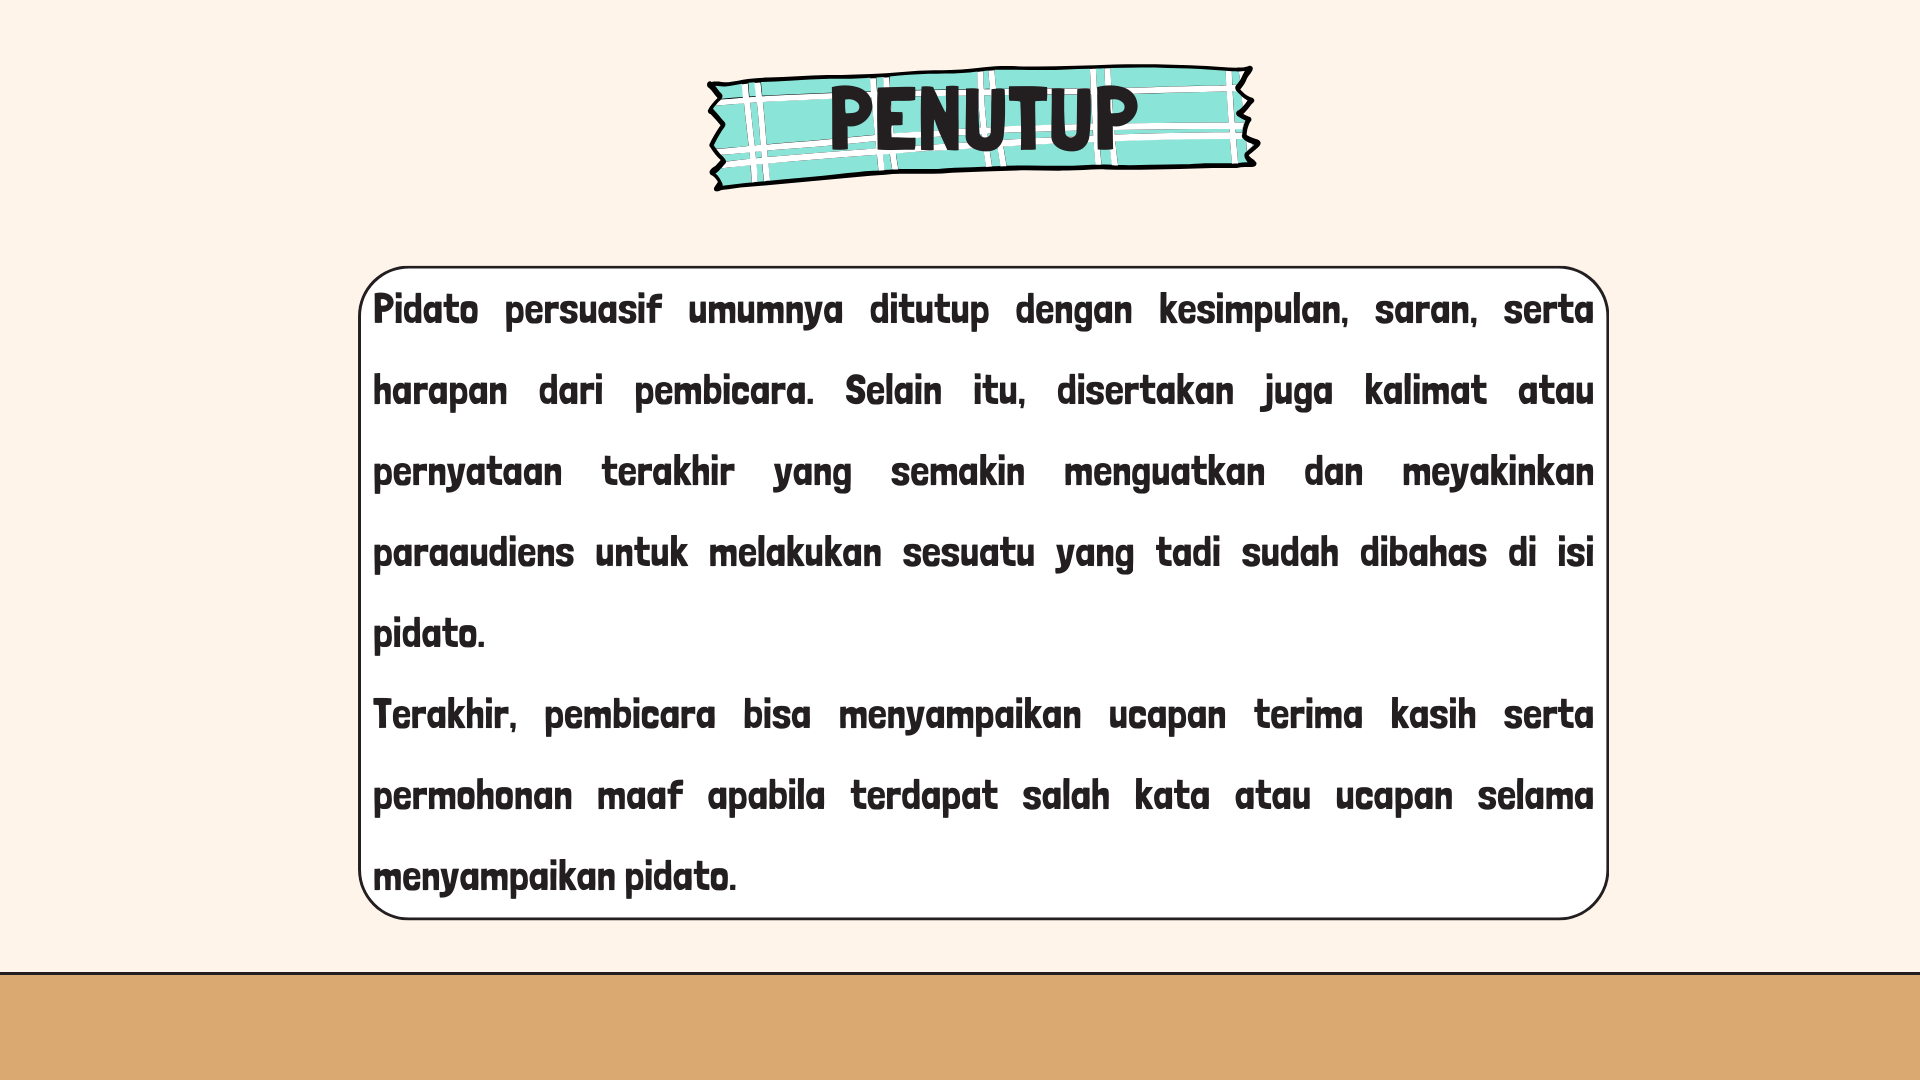 PENUTUP
Pidato persuasif umumnya ditutup dengan kesimpulan, saran, serta
harapan dari pembicara. Selain itu, disertakan juga kalimat atau
pernyataan terakhir yang semakin menguatkan dan meyakinkan
paraaudiens untuk melakukan sesuatu yang tadi sudah dibahas di isi
pidato.
Terakhir, pembicara bisa menyampaikan ucapan terima kasih serta
permohonan maaf apabila terdapat salah kata atau ucapan selama
menyampaikan pidato.